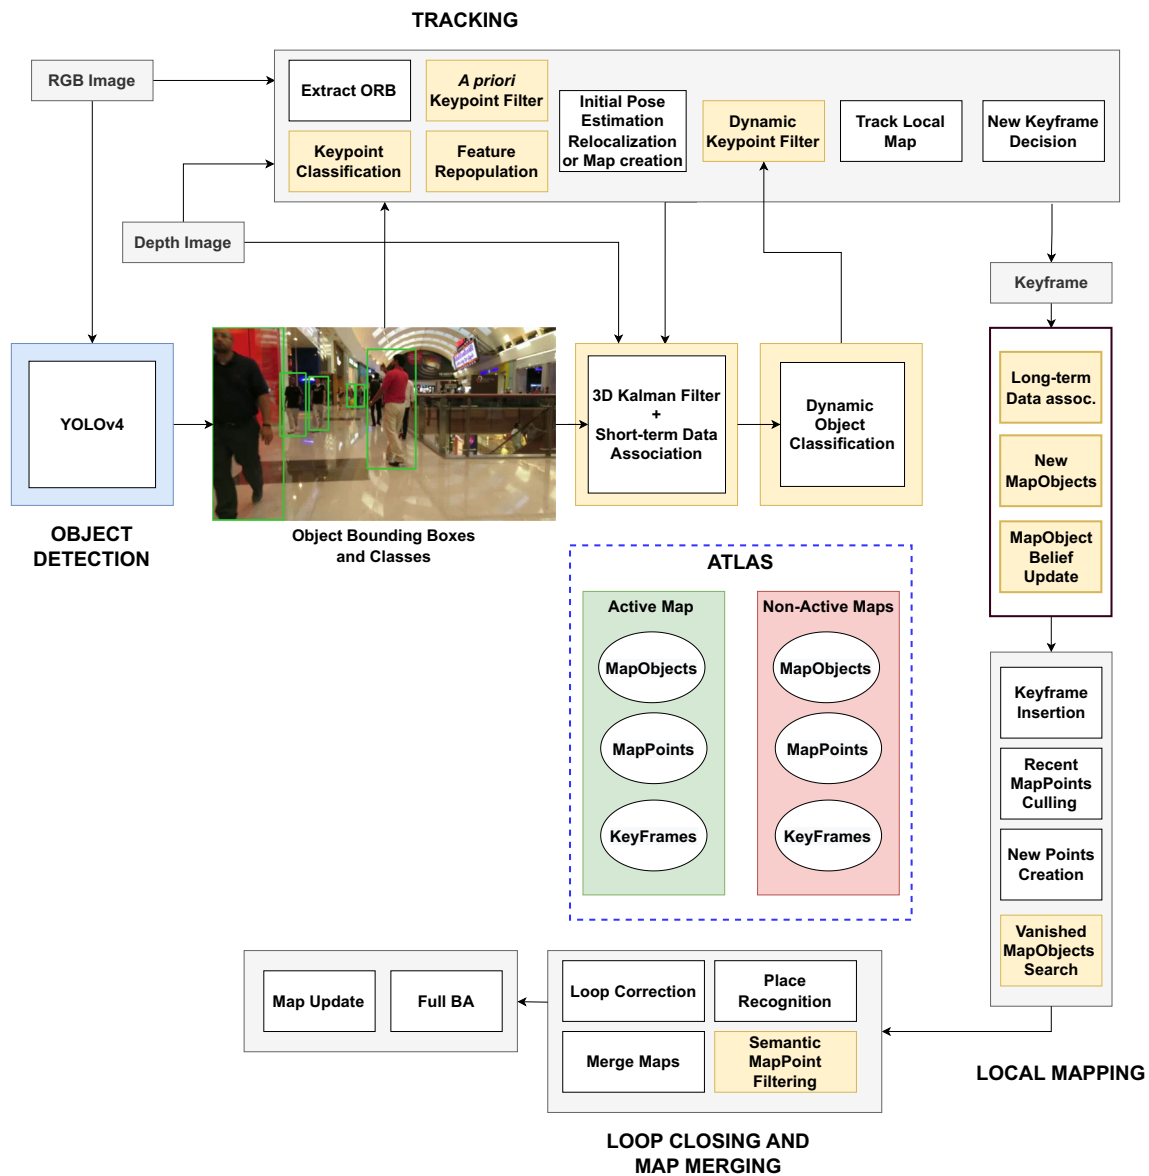 TRACKING
RGB Image
Extract ORB
A priori
Keypoint Filter
Keypoint
Classification
Feature
Repopulation
Initial Pose
Estimation
Relocalization
or Map creation
Dynamic
Keypoint Filter
Track Local
Map
New Keyframe
Decision
Depth Image
Keyframe
YOLOv4
OBJECT
DETECTION
Object Bounding Boxes
and Classes
3D Kalman Filter
+
Short-term Data
Association
Dynamic
Object
Classification
Long-term
Data assoc.
New
MapObjects
MapObject
Belief
Update
ATLAS
Active Map
MapObjects
MapPoints
KeyFrames
Non-Active Maps
MapObjects
MapPoints
KeyFrames
Keyframe
Insertion
Recent
MapPoints
Culling
New Points
Creation
Vanished
MapObjects
Search
LOCAL MAPPING
Map Update
Full BA
Loop Correction
Place
Recognition
Merge Maps
Semantic
MapPoint
Filtering
LOOP CLOSING AND
MAP MERGING